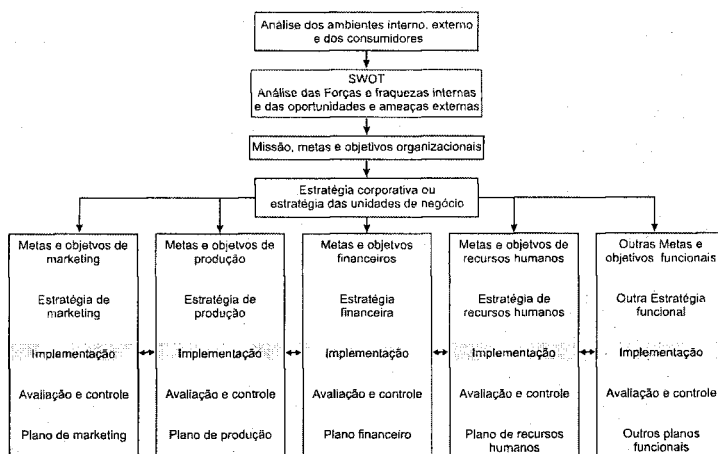 Análise dos ambientes interno, externo
e dos consumidores
SWOT
Análise das Forças e fraquezas internas
e das oportunidades e ameaças externas
Missão, metas e objetivos organizacionais
Estratégia corporativa ou
estratégia das unidades de negócio
Metas e objetvos de
marketing
Estratégia de
marketing
Implementação
Avaliação e controle
Plano de marketing
Metas e objetvos de
produção
Estratégia de
produção
Implementação
Avaliação e controle
Plano de produção
Metas e objetvos
financeiros
Estratégia
financeira
Implementação
Avaliação e controle
Plano financeiro
Metas e objetvos de
recursos humanos
Estratégia de
recursos humanos
Implementação
Avaliação e controle
Plano de recursos
humanos
Outras Metas e
objetivos funcionais
Outra Estratégia
funcional
Implementação
Avaliação e controle
Outros planos
funcionais